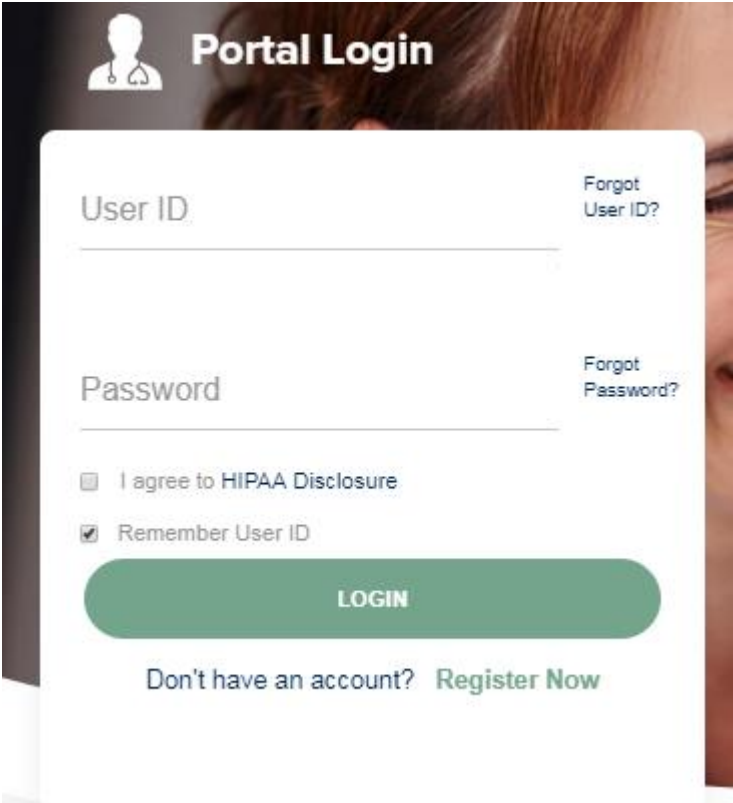 Portal Login
User ID
Forgot
User ID?
Password
Forgot
Password?
I agree to HIPAA Disclosure
Remember User ID
LOGIN
Don't have an account? Register Now